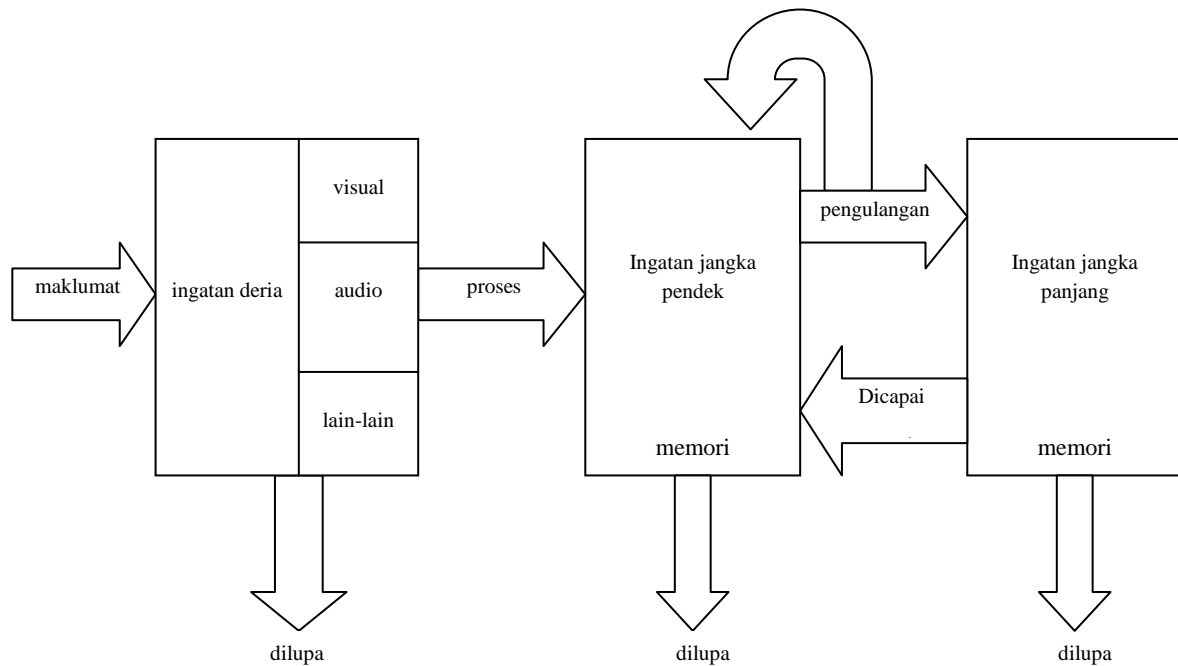 visual
pengulangan
maklumat
ingatan deria
audio
proses
Ingatan jangka
pendek
Ingatan jangka
panjang
lain-lain
Dicapai
memori
memori
dilupa
dilupa
dilupa